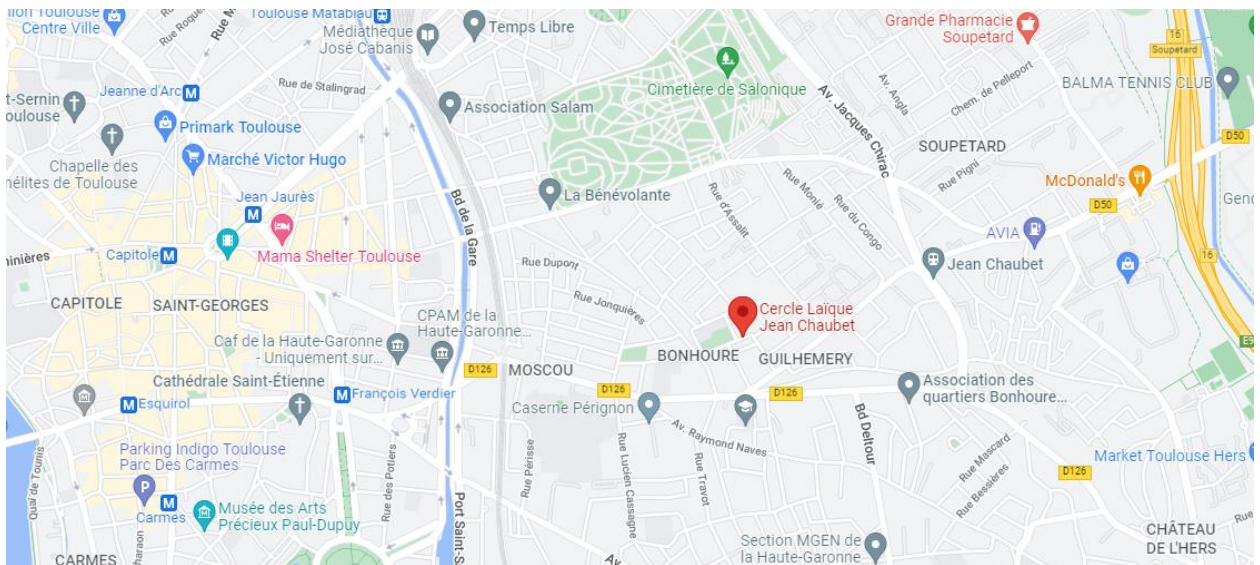 Toulouse Matabiau
Centre Ville
Médiathèque
José Cabanis
Temps Libre
Grande Pharmacie
Soupetard
16
Soupetard
Rue de Stalingrad
Jeanne d'Arc
M
Association Salam
Cimetière de Salonique
Av. Jacques Chirac
Av. Angla
Chem. de Pelleport
BALMA TENNIS CLUB
Primark Toulouse
Chapelle des
Marché Victor Hugo
SOUPETARD
D50
Jean Jaurès
M
La Bénévolante
Rue d'Assalit
Rue Monié
Rue du Congo
Rue Pigni
McDonald's
D50
Bd de la Gare
Capitole
M
Mama Shelter Toulouse
Rue Dupont
AVIA
Jean Chaubet
16
CAPITOLE
SAINT-GEORGES
Rue Jonquières
Cercle Laïque
Jean Chaubet
CPAM de la
Haute-Garonne...
Caf de la Haute-Garonne
- Uniquement sur...
BONHOURE
GUILHEMERY
D126
MOSCOU
D126
D126
Cathédrale Saint-Étienne
M
François Verdier
M
Esquirol
Caserne Pérignon
Association des
quartiers Bonhoure...
Av. Raymond Naves
Bd Deltour
Parking Indigo Toulouse
Parc Des Carmes
P
Quai de Tounis
Rue des Potiers
Rue Périsse
Rue Lucien Cassagne
Rue Travot
Rue Mascard
Rue Bessières
D126
Market Toulouse Hers
M
Carmes
Musée des Arts
Précieux Paul-Dupuy
Section MGEN de
la Haute-Garonne
CHÂTEAU
DE L'HERS
CARMES